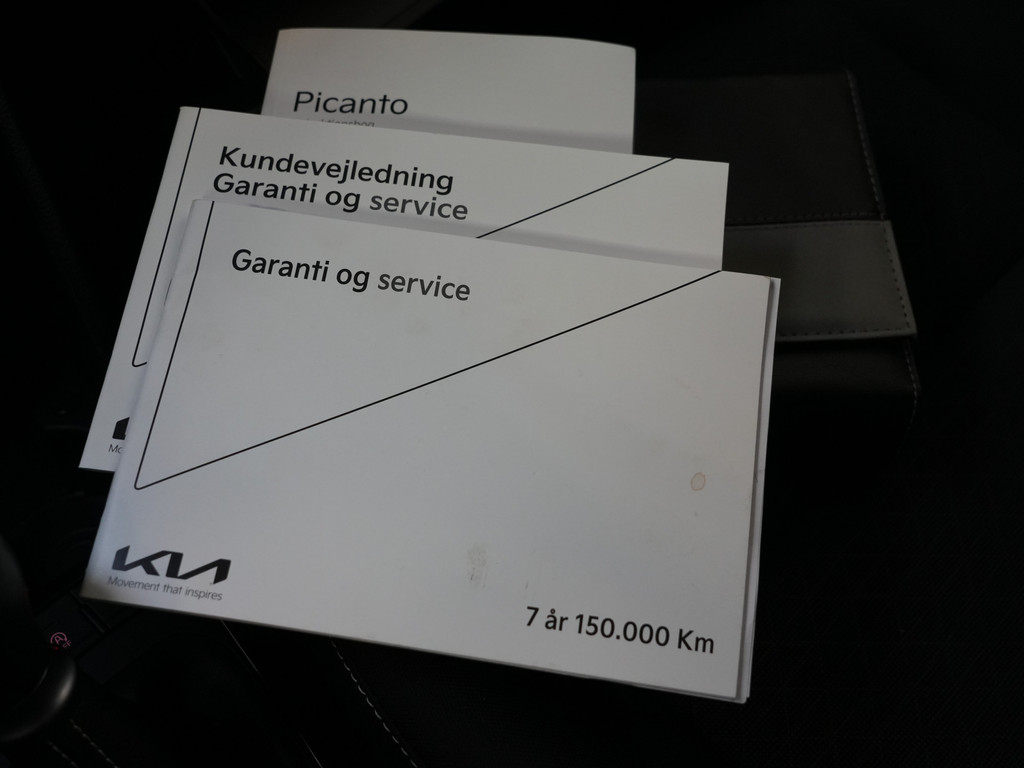 Picanto
Kundevejledning
Garanti og service
Garanti og service
KIA
Movement that inspires
7 år 150.000 Km